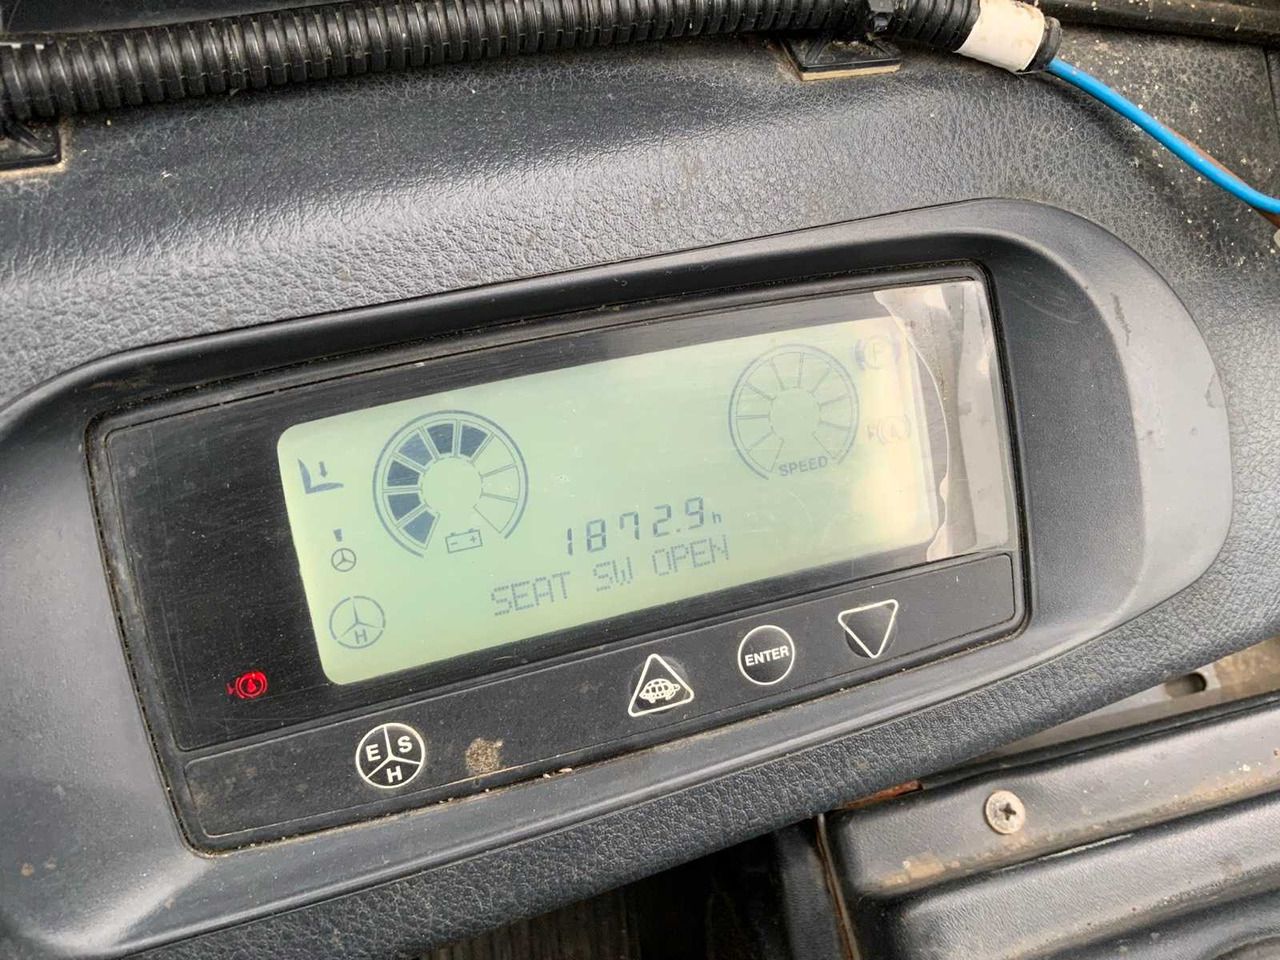 SPEED
1872.9h
SEAT SW OPEN
H
ENTER
E S
H